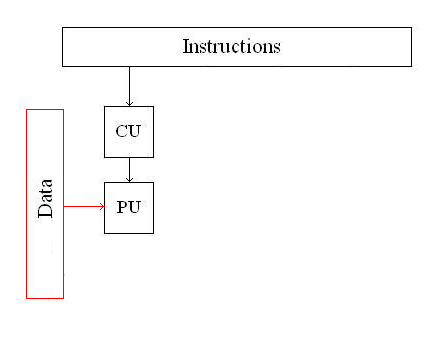 Instructions
CU
Data
PU